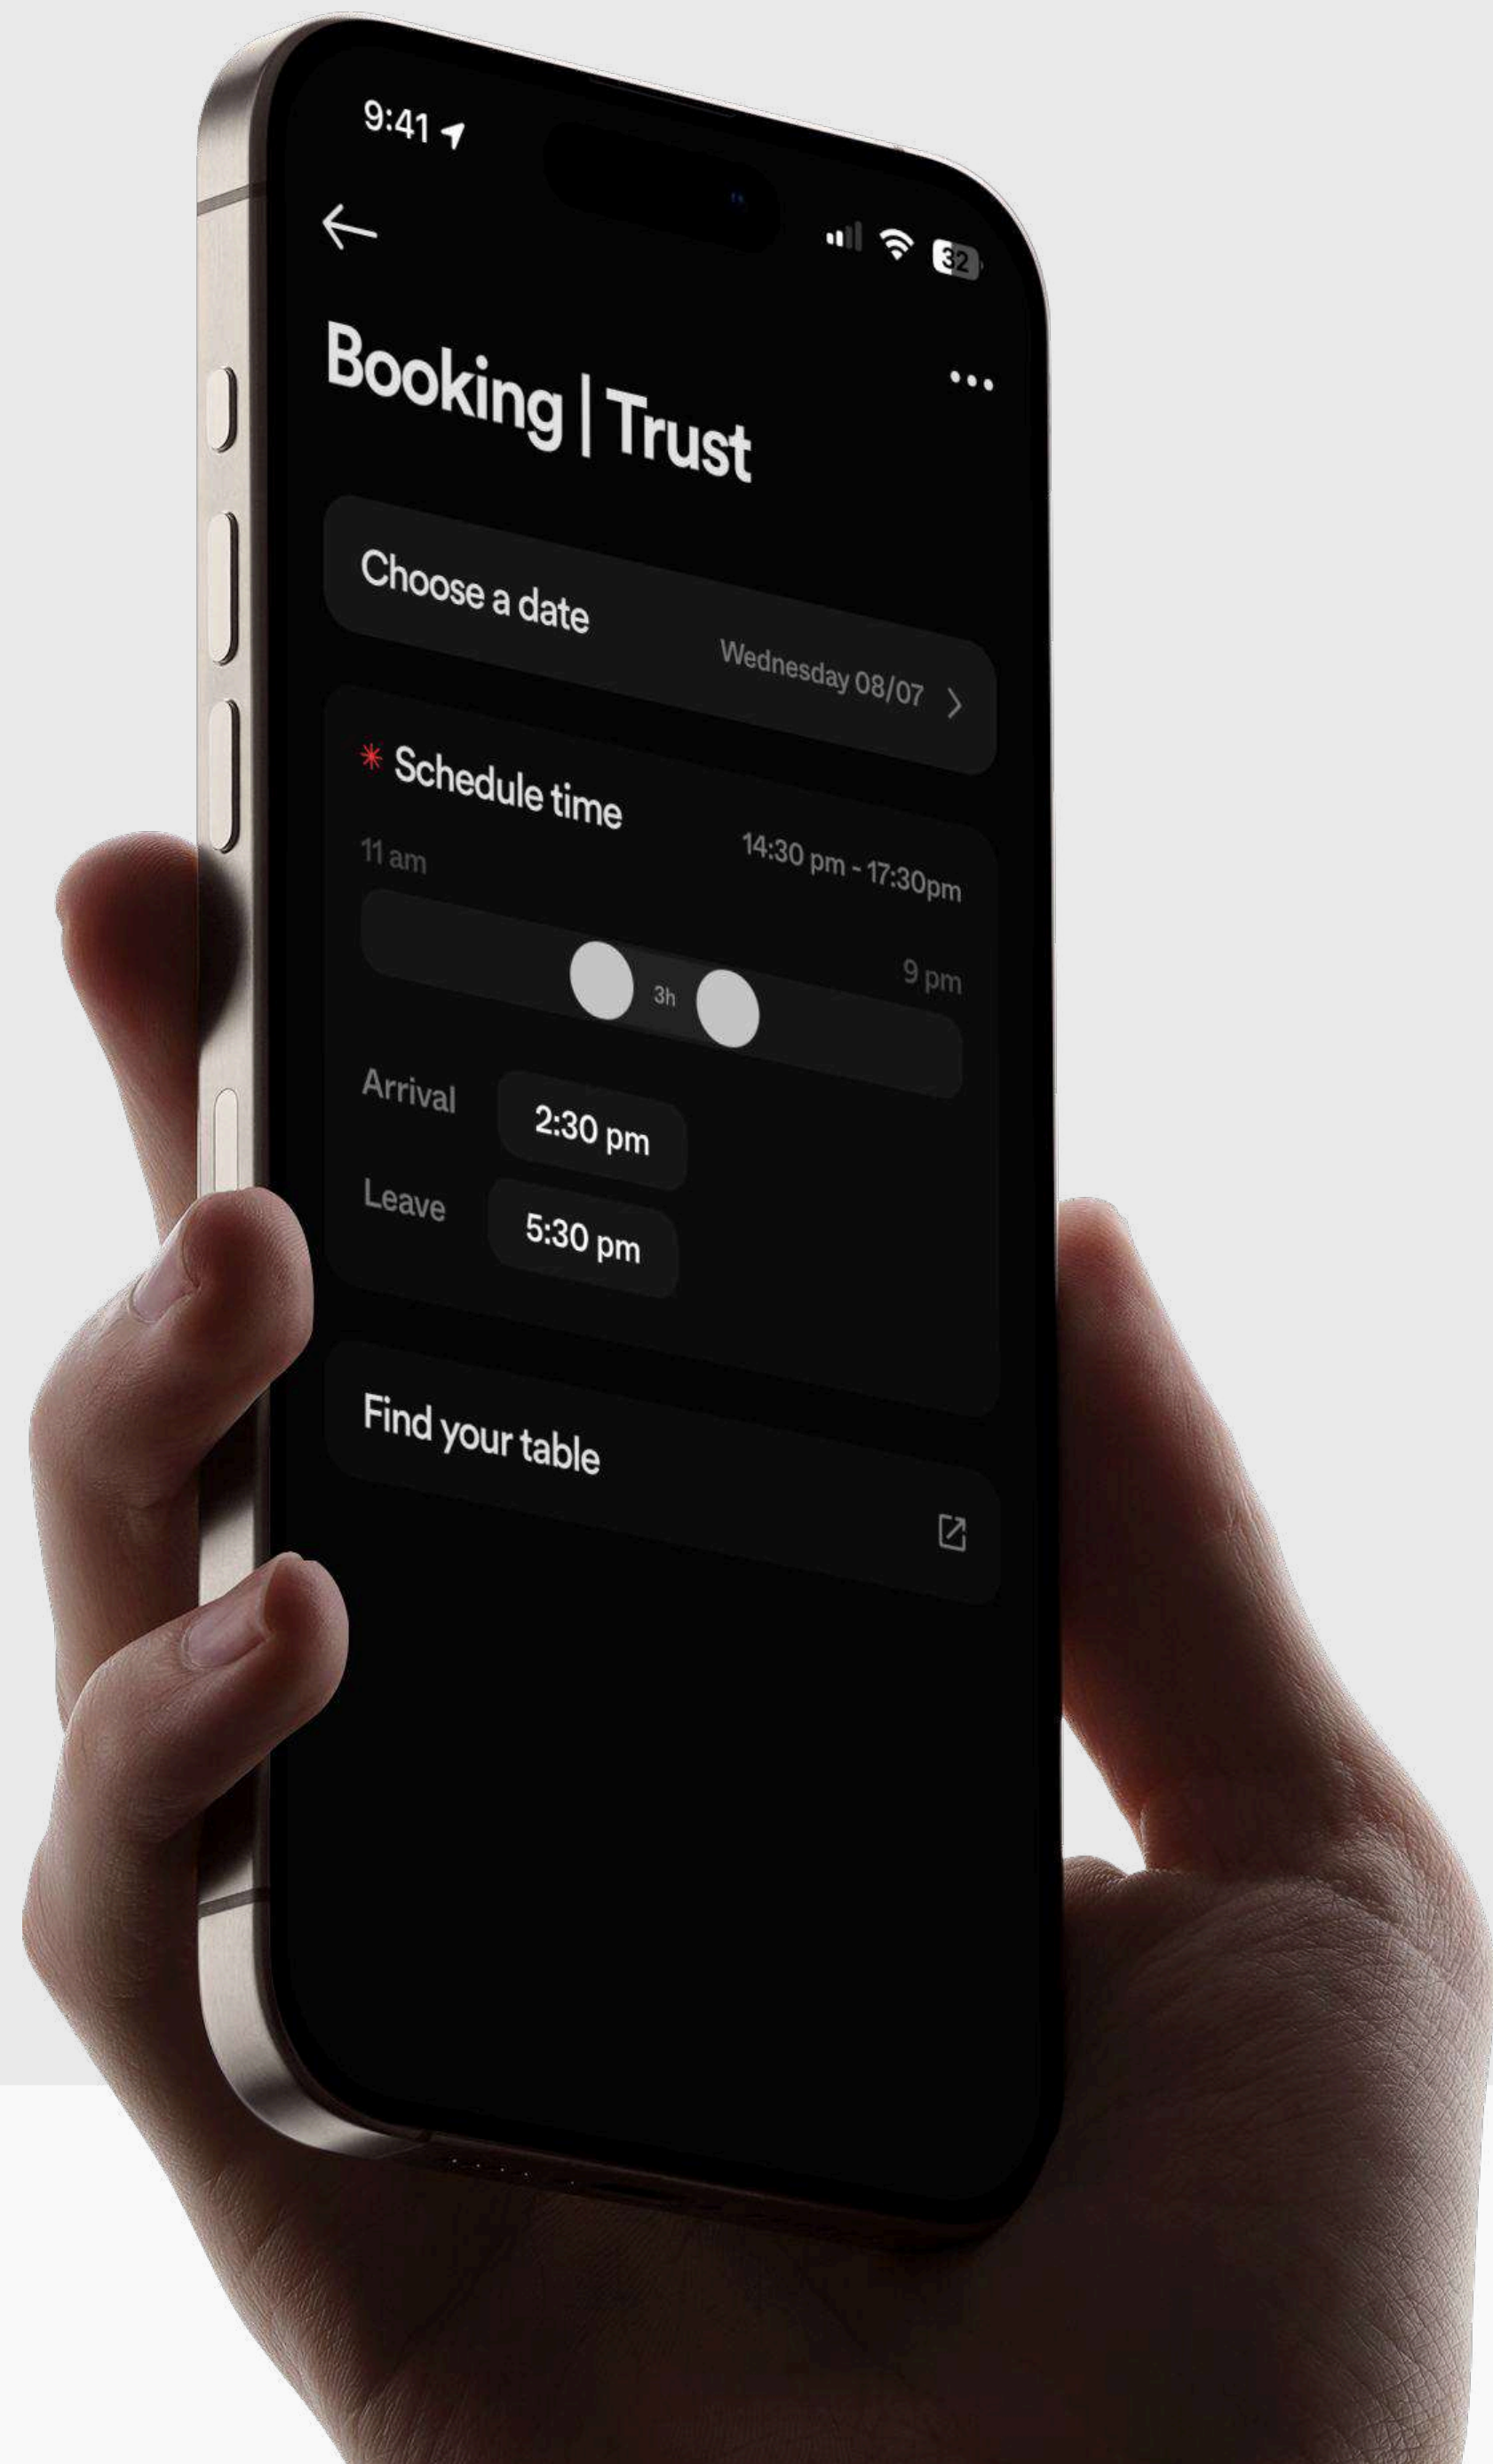 9:41
32
Booking | Trust
Choose a date
Wednesday 08/07
Schedule time
14:30 pm - 17:30pm
11 am
9 pm
3h
Arrival
2:30 pm
Leave
5:30 pm
Find your table